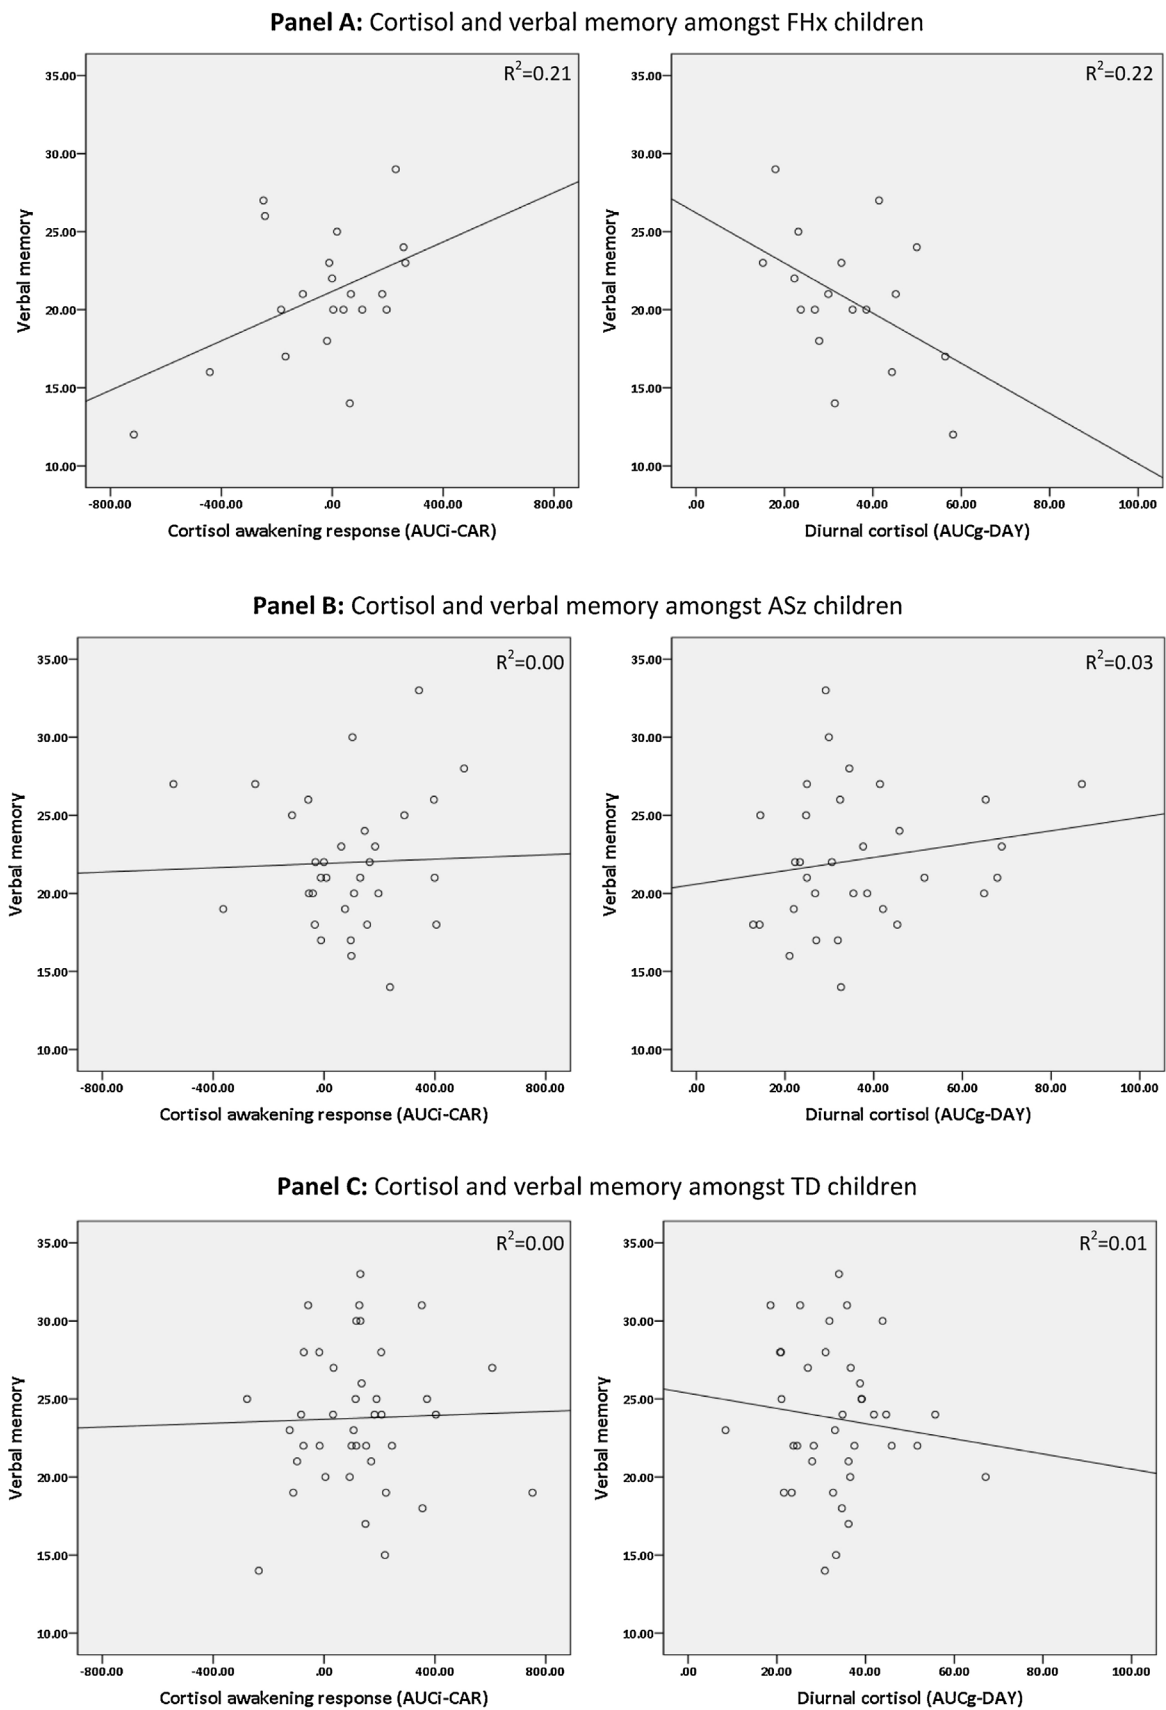 Panel A: Cortisol and verbal memory amongst FHx children
R²=0.21
R²=0.22
35.00
30.00
25.00
20.00
15.00
10.00
Verbal memory
-800.00 -400.00 .00 400.00 800.00
Cortisol awakening response (AUCi-CAR)
35.00
30.00
25.00
20.00
15.00
10.00
Verbal memory
.00 20.00 40.00 60.00 80.00 100.00
Diurnal cortisol (AUCg-DAY)
Panel B: Cortisol and verbal memory amongst ASz children
R²=0.00
R²=0.03
35.00
30.00
25.00
20.00
15.00
10.00
Verbal memory
-800.00 -400.00 .00 400.00 800.00
Cortisol awakening response (AUCi-CAR)
35.00
30.00
25.00
20.00
15.00
10.00
Verbal memory
.00 20.00 40.00 60.00 80.00 100.00
Diurnal cortisol (AUCg-DAY)
Panel C: Cortisol and verbal memory amongst TD children
R²=0.00
R²=0.01
35.00
30.00
25.00
20.00
15.00
10.00
Verbal memory
-800.00 -400.00 .00 400.00 800.00
Cortisol awakening response (AUCi-CAR)
35.00
30.00
25.00
20.00
15.00
10.00
Verbal memory
.00 20.00 40.00 60.00 80.00 100.00
Diurnal cortisol (AUCg-DAY)